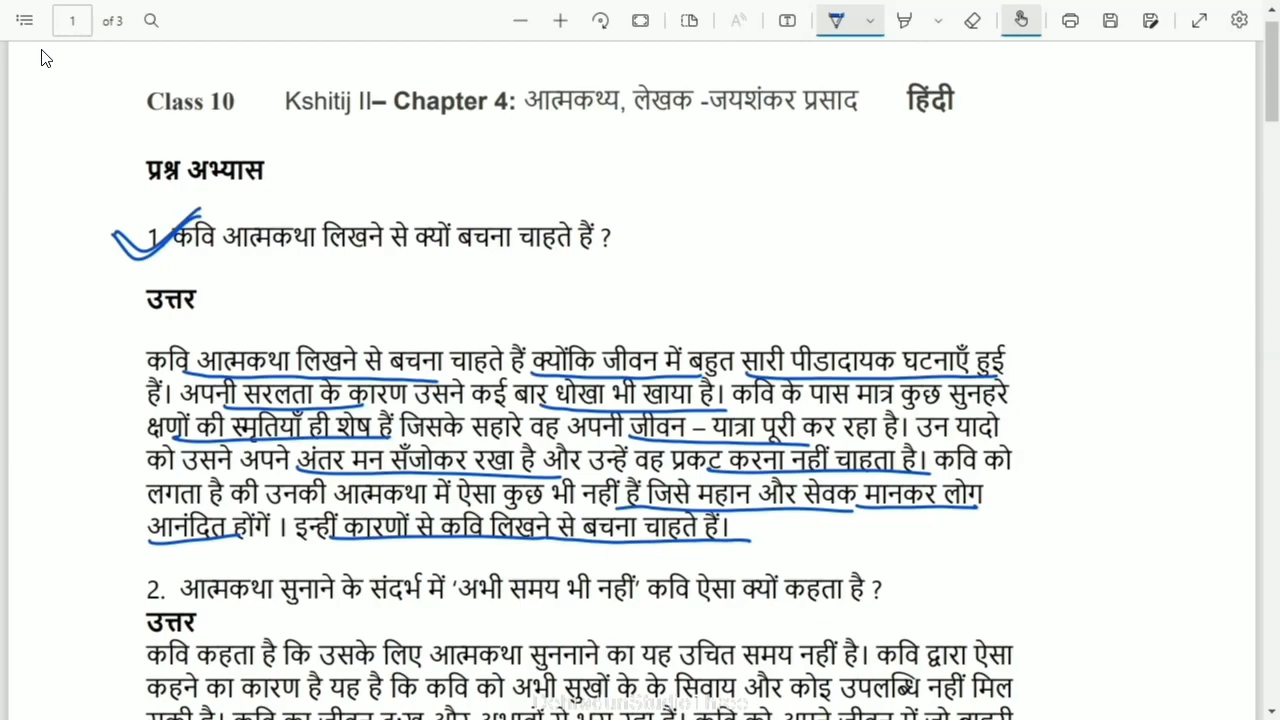 1 of 3
Class 10 Kshitij II– Chapter 4: आत्मकथ्य, लेखक -जयशंकर प्रसाद हिंदी
प्रश्न अभ्यास
1. कवि आत्मकथा लिखने से क्यों बचना चाहते हैं ?
उत्तर
कवि आत्मकथा लिखने से बचना चाहते हैं क्योंकि जीवन में बहुत सारी पीडादायक घटनाएँ हुई
हैं। अपनी सरलता के कारण उसने कई बार धोखा भी खाया है। कवि के पास मात्र कुछ सुनहरे
क्षणों की स्मृतियाँ ही शेष हैं जिसके सहारे वह अपनी जीवन – यात्रा पूरी कर रहा है। उन यादो
को उसने अपने अंतर मन सँजोकर रखा है और उन्हें वह प्रकट करना नहीं चाहता है। कवि को
लगता है की उनकी आत्मकथा में ऐसा कुछ भी नहीं हैं जिसे महान और सेवक मानकर लोग
आनंदित होंगें । इन्हीं कारणों से कवि लिखने से बचना चाहते हैं।
2. आत्मकथा सुनाने के संदर्भ में ‘अभी समय भी नहीं’ कवि ऐसा क्यों कहता है ?
उत्तर
कवि कहता है कि उसके लिए आत्मकथा सुननाने का यह उचित समय नहीं है। कवि द्वारा ऐसा
कहने का कारण है यह है कि कवि को अभी सुखों के के सिवाय और कोइ उपलब्धि नहीं मिल